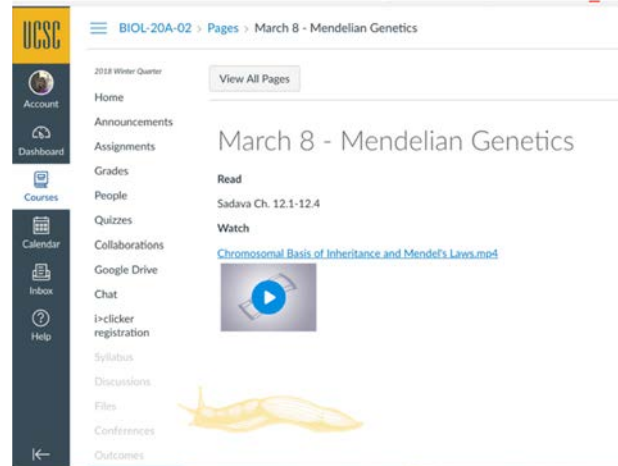 UCSC
BIOL-20A-02 > Pages > March 8 - Mendelian Genetics
Account
Dashboard
Courses
Calendar
Inbox
Help
2018 Winter Quarter
Home
Announcements
Assignments
Grades
People
Quizzes
Collaborations
Google Drive
Chat
i>clicker
registration
Syllabus
Discussions
Files
Conferences
Outcomes
View All Pages
March 8 - Mendelian Genetics
Read
Sadava Ch. 12.1-12.4
Watch
Chromosomal Basis of Inheritance and Mendel's Laws.mp4